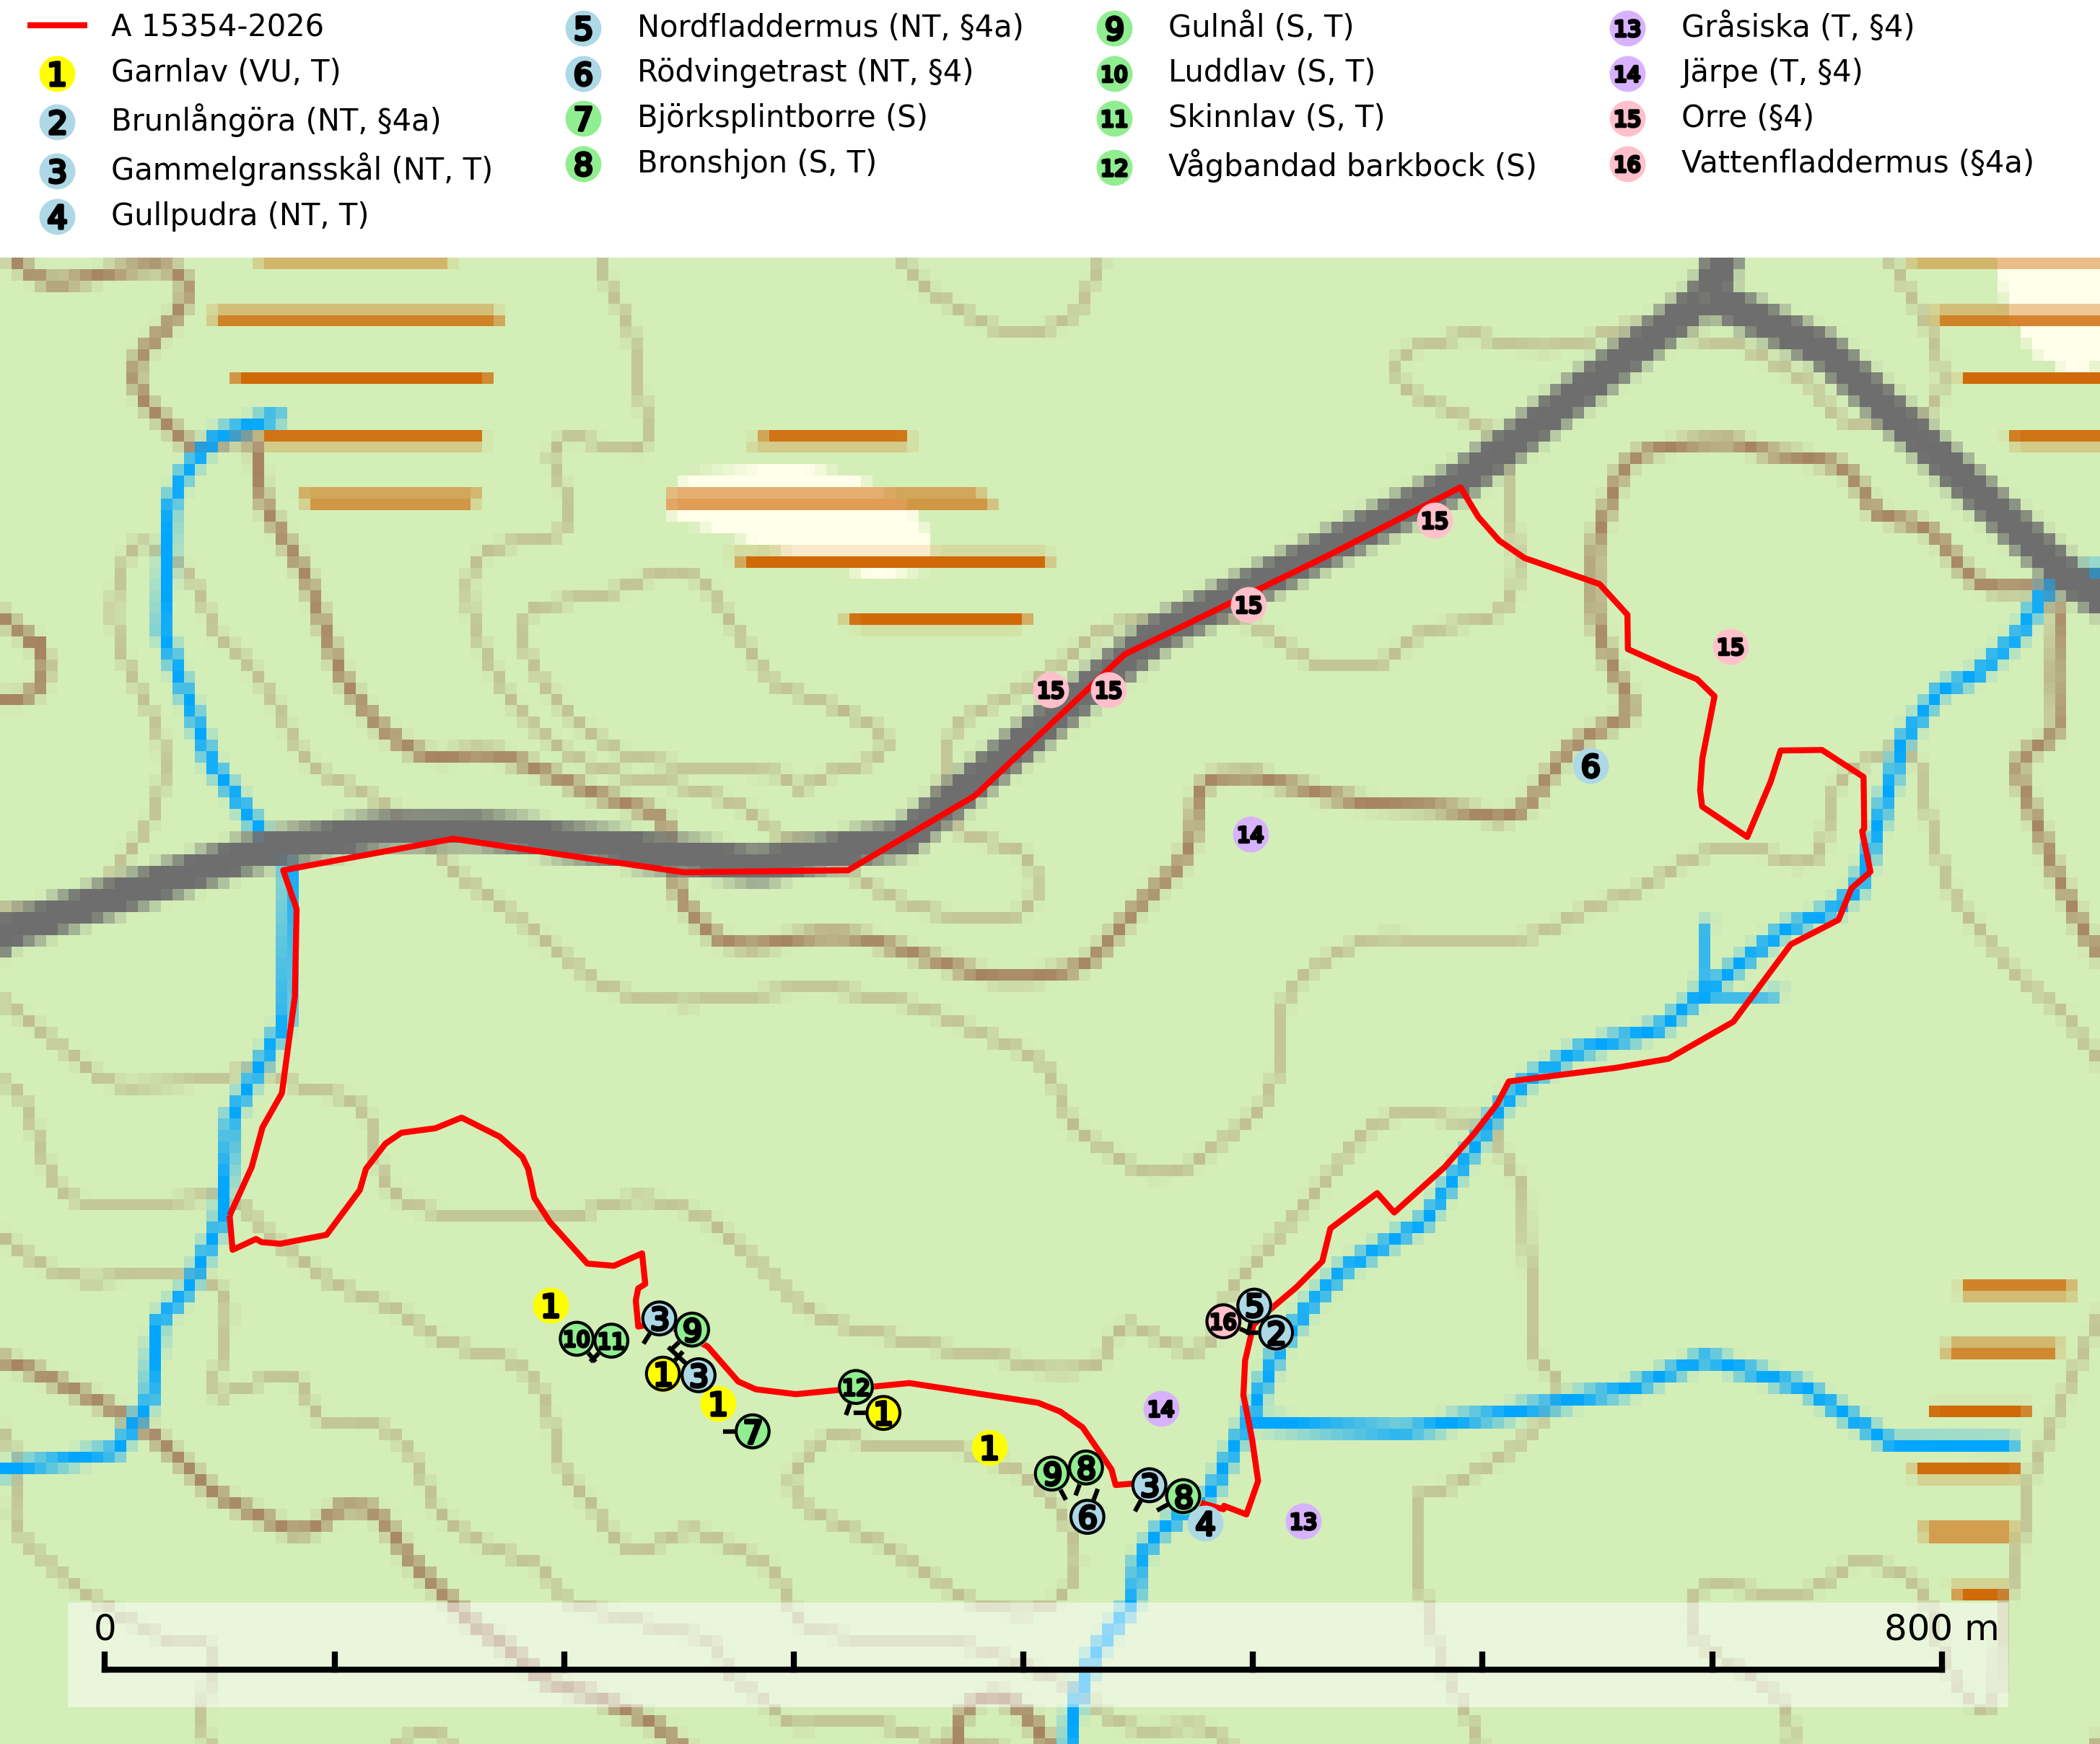 A 15354-2026
1 Garnlav (VU, T)
2 Brunlångöra (NT, §4a)
3 Gammelgransskål (NT, T)
4 Gullpudra (NT, T)
5 Nordfladdermus (NT, §4a)
6 Rödvingetrast (NT, §4)
7 Björksplintborre (S)
8 Bronshjon (S, T)
9 Gulnål (S, T)
10 Luddlav (S, T)
11 Skinnlav (S, T)
12 Vågbandad barkbock (S)
13 Gråsiska (T, §4)
14 Järpe (T, §4)
15 Orre (§4)
16 Vattenfladdermus (§4a)
15
15
15
15 15
6
14
1 3 9 5
10 11 16 2
1 3
1 12 1 14
7
1
9 8 3 8
6 4 13
0 800 m